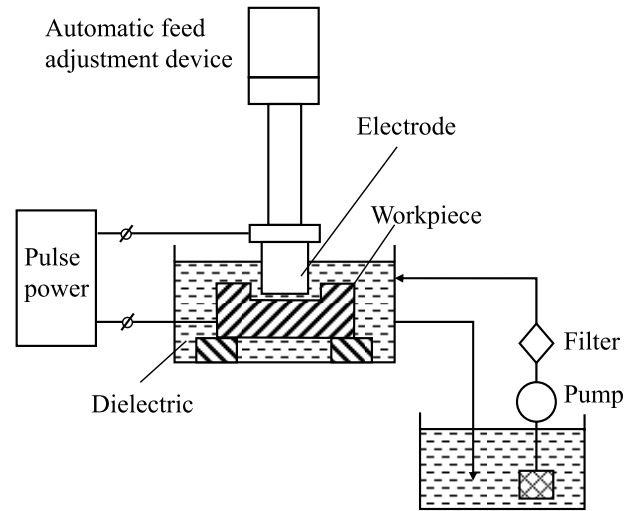 Automatic feed
adjustment device
Electrode
Workpiece
Pulse
power
Filter
Pump
Dielectric